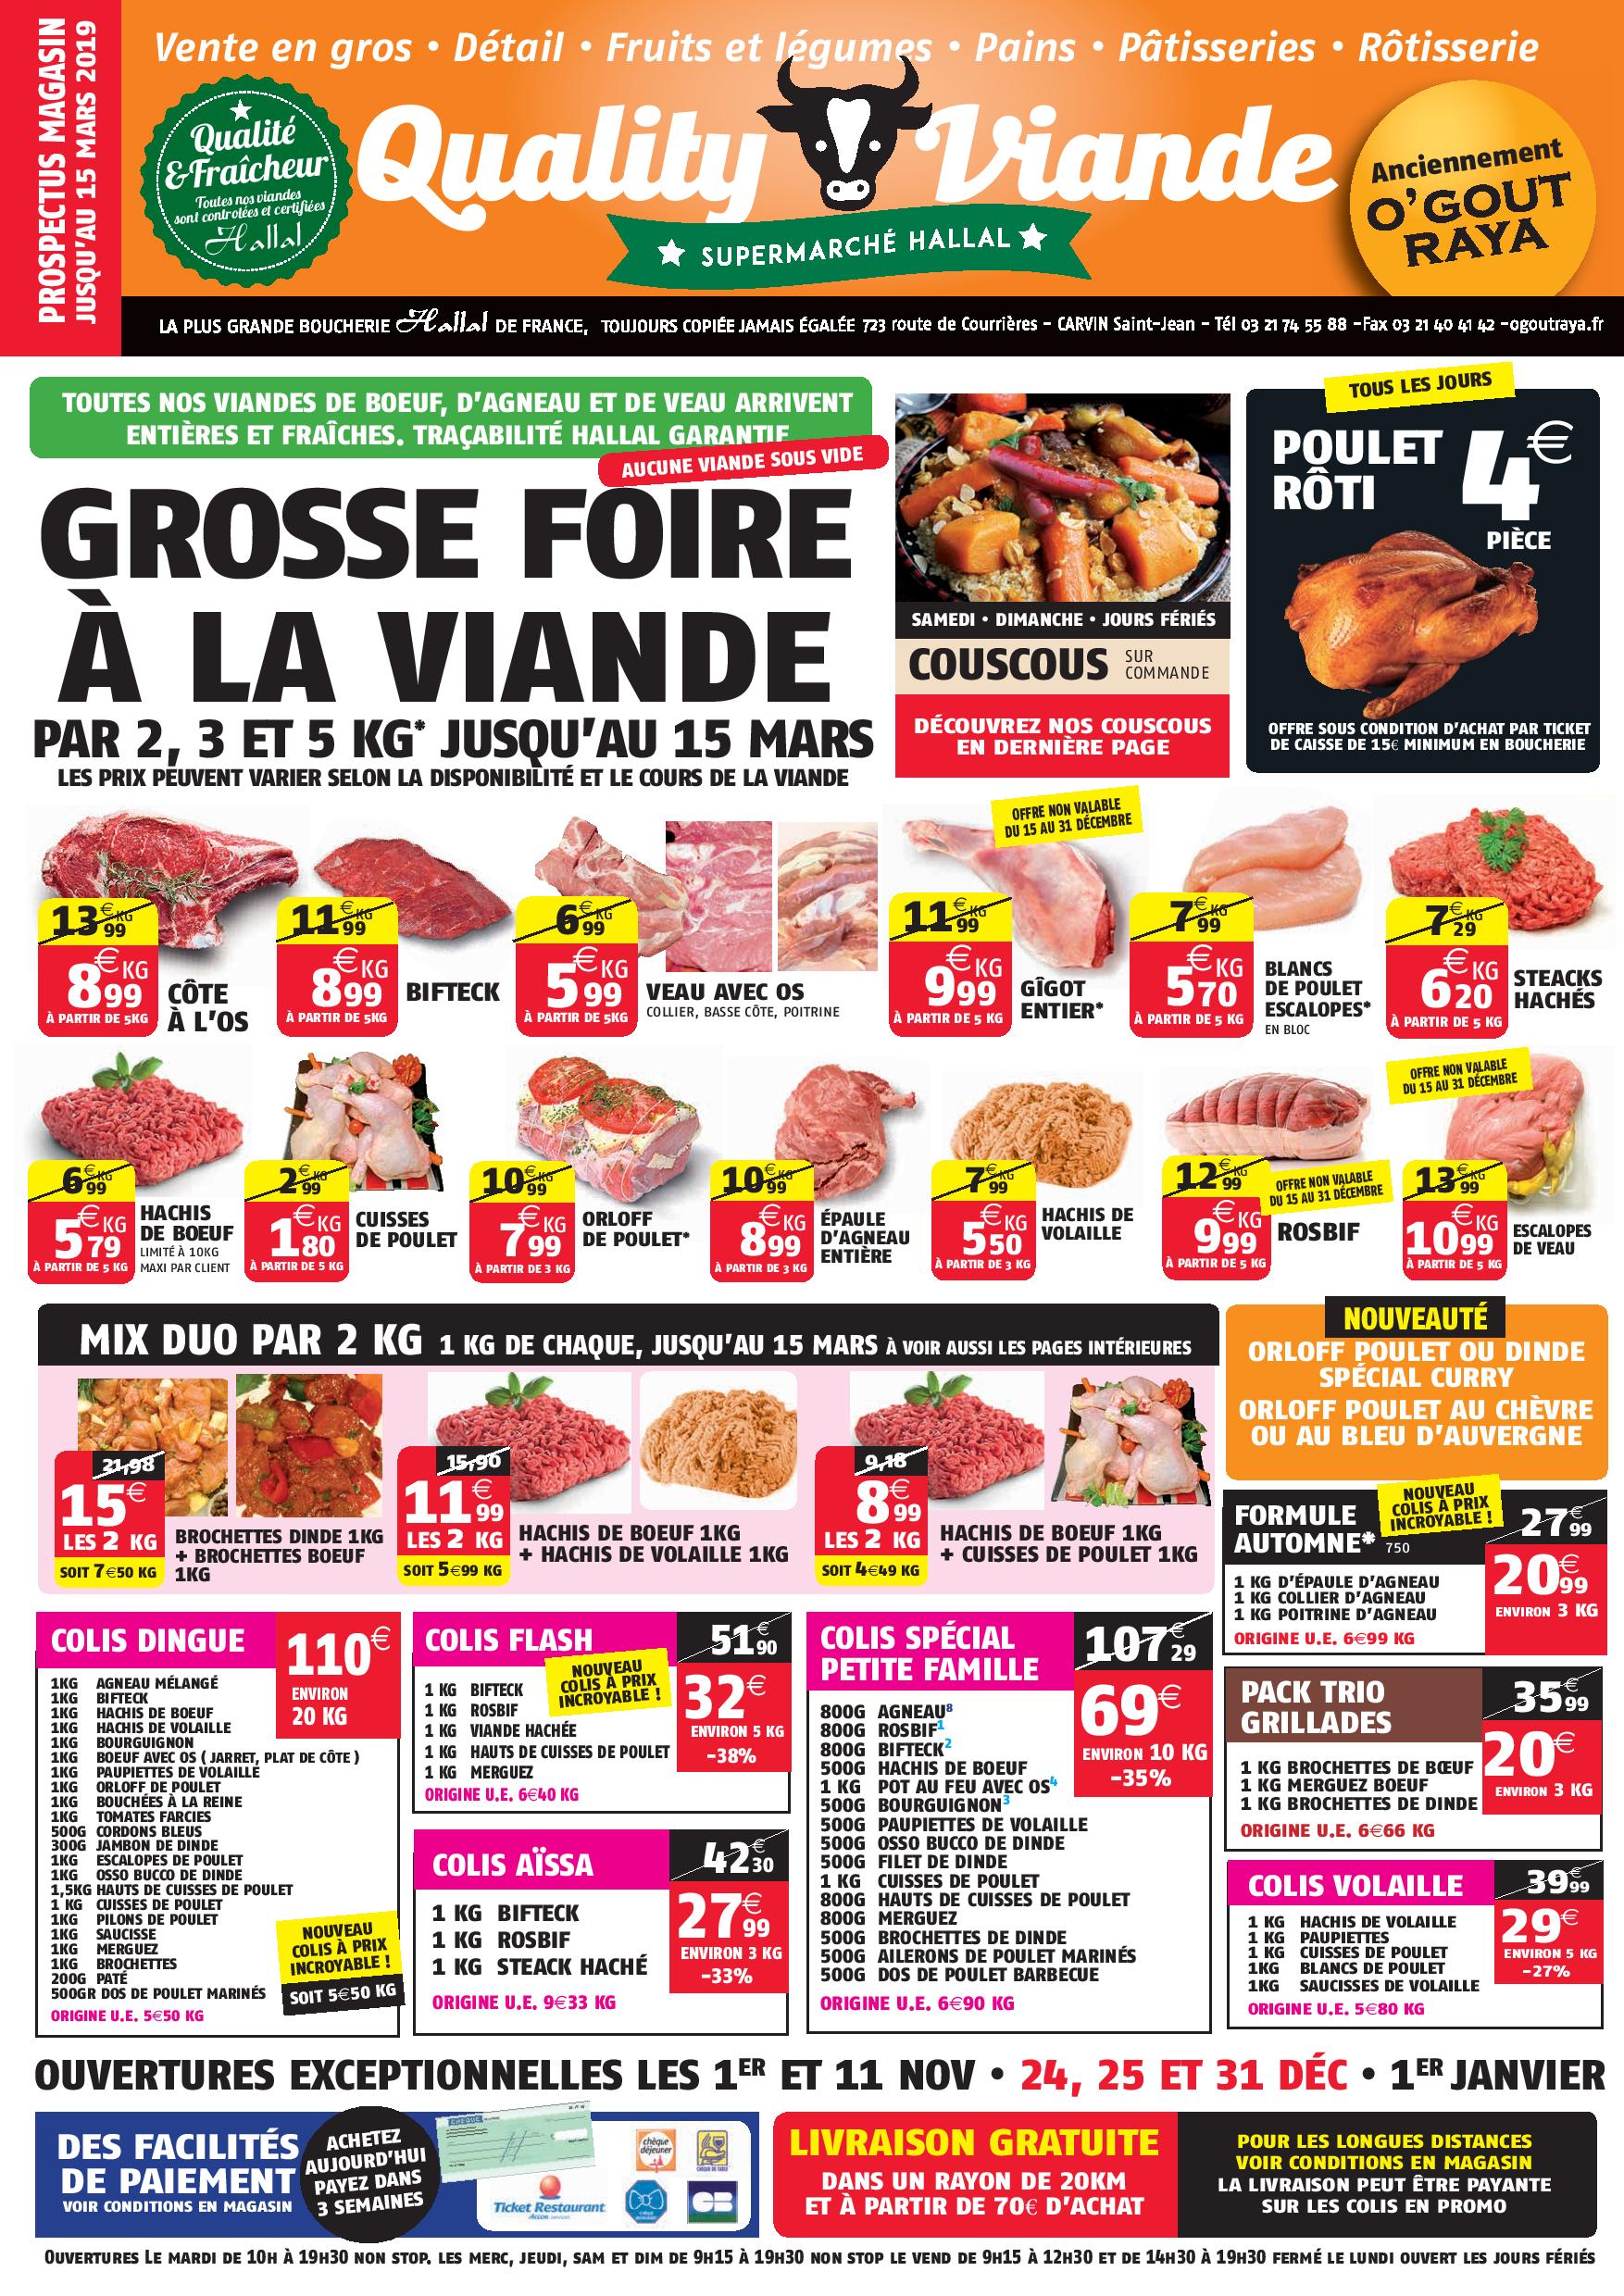 PROSPECTUS MAGASIN
JUSQU'AU 15 MARS 2019
Vente en gros • Détail • Fruits et légumes • Pains • Pâtisseries • Rôtisserie
Qualité
&Fraîcheur
Toutes nos viandes
sont controlées et certifiées
Hallal
Quality Viande
SUPERMARCHÉ HALLAL
Anciennement
O'GOUT
RAYA
LA PLUS GRANDE BOUCHERIE Hallal DE FRANCE, TOUJOURS COPIÉE JAMAIS ÉGALÉE 723 route de Courrières - CARVIN Saint-Jean - Tél 03 21 74 55 88 -Fax 03 21 40 41 42 -ogoutraya.fr
TOUTES NOS VIANDES DE BOEUF, D'AGNEAU ET DE VEAU ARRIVENT
ENTIÈRES ET FRAÎCHES. TRAÇABILITÉ HALLAL GARANTIE
AUCUNE VIANDE SOUS VIDE
GROSSE FOIRE
À LA VIANDE
PAR 2, 3 ET 5 KG* JUSQU'AU 15 MARS
LES PRIX PEUVENT VARIER SELON LA DISPONIBILITÉ ET LE COURS DE LA VIANDE
SAMEDI • DIMANCHE • JOURS FÉRIÉS
COUSCOUS SUR COMMANDE
DÉCOUVREZ NOS COUSCOUS
EN DERNIÈRE PAGE
TOUS LES JOURS
POULET
RÔTI
4€
PIÈCE
OFFRE SOUS CONDITION D'ACHAT PAR TICKET
DE CAISSE DE 15€ MINIMUM EN BOUCHERIE
13€99 KG
8€99 KG
À PARTIR DE 5KG
CÔTE
À L'OS
11€99 KG
8€99 KG
À PARTIR DE 5KG
BIFTECK
6€99 KG
5€99 KG
À PARTIR DE 5KG
VEAU AVEC OS
COLLIER, BASSE CÔTE, POITRINE
OFFRE NON VALABLE
DU 15 AU 31 DÉCEMBRE
11€99 KG
9€99 KG
À PARTIR DE 5 KG
GÎGOT
ENTIER*
7€99 KG
5€70 KG
À PARTIR DE 5 KG
BLANCS
DE POULET
ESCALOPES*
EN BLOC
7€29 KG
6€20 KG
À PARTIR DE 5 KG
STEACKS
HACHÉS
6€99 KG
5€79 KG
À PARTIR DE 5 KG
HACHIS
DE BOEUF
LIMITÉ À 10KG
MAXI PAR CLIENT
2€99 KG
1€80 KG
À PARTIR DE 5 KG
CUISSES
DE POULET
10€99 KG
7€99 KG
À PARTIR DE 3 KG
ORLOFF
DE POULET*
10€99 KG
8€99 KG
À PARTIR DE 3 KG
ÉPAULE
D'AGNEAU
ENTIÈRE
7€99 KG
5€50 KG
À PARTIR DE 3 KG
HACHIS DE
VOLAILLE
12€99 KG
9€99 KG
À PARTIR DE 5 KG
OFFRE NON VALABLE
DU 15 AU 31 DÉCEMBRE
ROSBIF
OFFRE NON VALABLE
DU 15 AU 31 DÉCEMBRE
13€99 KG
10€99 KG
À PARTIR DE 5 KG
ESCALOPES
DE VEAU
MIX DUO PAR 2 KG 1 KG DE CHAQUE, JUSQU'AU 15 MARS À VOIR AUSSI LES PAGES INTÉRIEURES
21,98
15€
LES 2 KG
SOIT 7€50 KG
BROCHETTES DINDE 1KG
+ BROCHETTES BOEUF
1KG
15,90
11€99
LES 2 KG
SOIT 5€99 KG
HACHIS DE BOEUF 1KG
+ HACHIS DE VOLAILLE 1KG
9,18
8€99
LES 2 KG
SOIT 4€49 KG
HACHIS DE BOEUF 1KG
+ CUISSES DE POULET 1KG
NOUVEAUTÉ
ORLOFF POULET OU DINDE
SPÉCIAL CURRY
ORLOFF POULET AU CHÈVRE
OU AU BLEU D'AUVERGNE
FORMULE
AUTOMNE* 750
NOUVEAU
COLIS À PRIX
INCROYABLE !
27€99
20€99
ENVIRON 3 KG
1 KG D'ÉPAULE D'AGNEAU
1 KG COLLIER D'AGNEAU
1 KG POITRINE D'AGNEAU
ORIGINE U.E. 6€99 KG
COLIS DINGUE
110€
ENVIRON
20 KG
1KG AGNEAU MÉLANGÉ
1KG BIFTECK
1KG HACHIS DE BOEUF
1KG HACHIS DE VOLAILLE
1KG BOURGUIGNON
1KG BOEUF AVEC OS ( JARRET, PLAT DE CÔTE )
1KG PAUPIETTES DE VOLAILLE
1KG ORLOFF DE POULET
1KG BOUCHÉES À LA REINE
1KG TOMATES FARCIES
500G CORDONS BLEUS
300G JAMBON DE DINDE
1KG ESCALOPES DE POULET
1KG OSSO BUCCO DE DINDE
1,5KG HAUTS DE CUISSES DE POULET
1 KG CUISSES DE POULET
1KG PILONS DE POULET
1KG SAUCISSE
1KG MERGUEZ
1KG BROCHETTES
200G PATÉ
500GR DOS DE POULET MARINÉS
ORIGINE U.E. 5€50 KG
NOUVEAU
COLIS À PRIX
INCROYABLE !
SOIT 5€50 KG
COLIS FLASH
51€90
NOUVEAU
COLIS À PRIX
INCROYABLE !
32€
ENVIRON 5 KG
-38%
1 KG BIFTECK
1 KG ROSBIF
1 KG VIANDE HACHÉE
1 KG HAUTS DE CUISSES DE POULET
1 KG MERGUEZ
ORIGINE U.E. 6€40 KG
COLIS AÏSSA
42€30
27€99
ENVIRON 3 KG
-33%
1 KG BIFTECK
1 KG ROSBIF
1 KG STEACK HACHÉ
ORIGINE U.E. 9€33 KG
COLIS SPÉCIAL
PETITE FAMILLE
107€29
69€
ENVIRON 10 KG
-35%
800G AGNEAU8
800G ROSBIF1
800G BIFTECK2
500G HACHIS DE BOEUF
1 KG POT AU FEU AVEC OS4
500G BOURGUIGNON3
500G PAUPIETTES DE VOLAILLE
500G OSSO BUCCO DE DINDE
500G FILET DE DINDE
1 KG CUISSES DE POULET
800G HAUTS DE CUISSES DE POULET
800G MERGUEZ
500G BROCHETTES DE DINDE
500G AILERONS DE POULET MARINÉS
500G DOS DE POULET BARBECUE
ORIGINE U.E. 6€90 KG
PACK TRIO
GRILLADES
35€99
20€
ENVIRON 3 KG
1 KG BROCHETTES DE BŒUF
1 KG MERGUEZ BOEUF
1 KG BROCHETTES DE DINDE
ORIGINE U.E. 6€66 KG
COLIS VOLAILLE
39€99
29€
ENVIRON 5 KG
-27%
1 KG HACHIS DE VOLAILLE
1 KG PAUPIETTES
1 KG CUISSES DE POULET
1KG BLANCS DE POULET
1KG SAUCISSES DE VOLAILLE
ORIGINE U.E. 5€80 KG
OUVERTURES EXCEPTIONNELLES LES 1ER ET 11 NOV • 24, 25 ET 31 DÉC • 1ER JANVIER
DES FACILITÉS
DE PAIEMENT
VOIR CONDITIONS EN MAGASIN
ACHETEZ
AUJOURD'HUI
PAYEZ DANS
3 SEMAINES
CHEQUE
chèque
déjeuner
CHÈQUE DE TABLE
Ticket Restaurant
Accor services
CB
LIVRAISON GRATUITE
DANS UN RAYON DE 20KM
ET À PARTIR DE 70€ D'ACHAT
POUR LES LONGUES DISTANCES
VOIR CONDITIONS EN MAGASIN
LA LIVRAISON PEUT ÊTRE PAYANTE
SUR LES COLIS EN PROMO
OUVERTURES LE MARDI DE 10H À 19H30 NON STOP. LES MERC, JEUDI, SAM ET DIM DE 9H15 À 19H30 NON STOP LE VEND DE 9H15 À 12H30 ET DE 14H30 À 19H30 FERMÉ LE LUNDI OUVERT LES JOURS FÉRIÉS